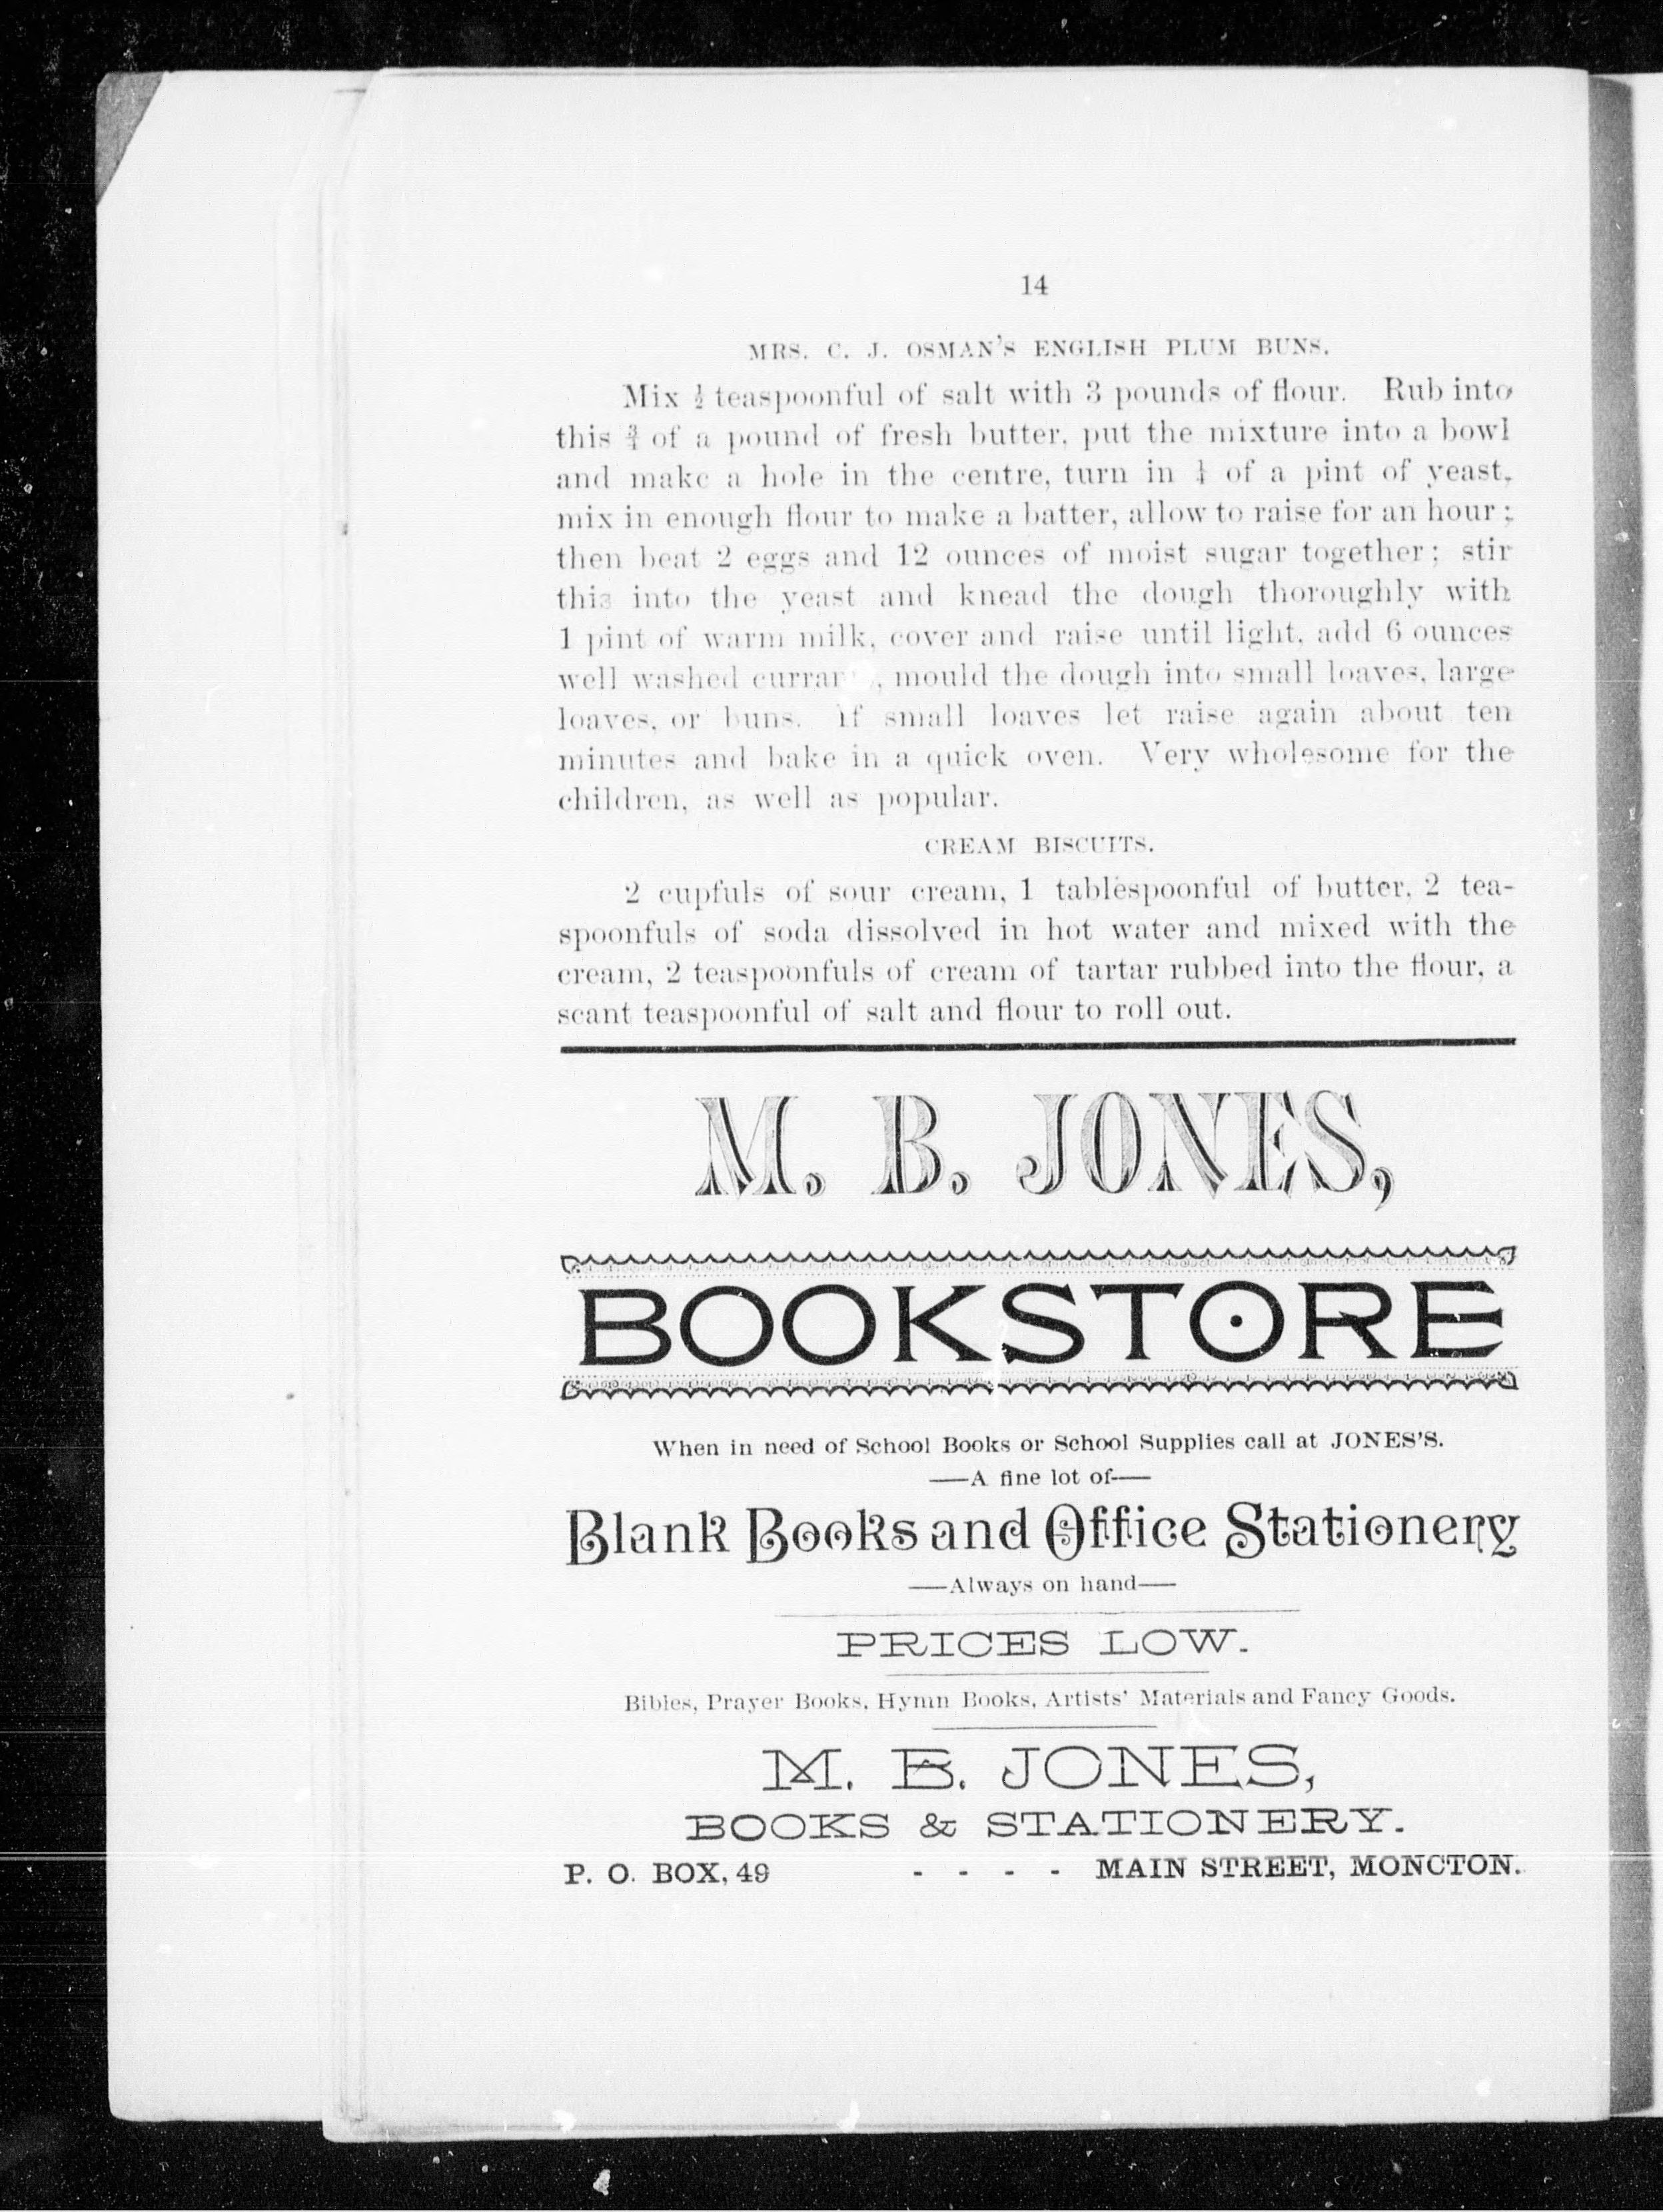 14
MRS. C. J. OSMAN'S ENGLISH PLUM BUNS.
Mix ½ teaspoonful of salt with 3 pounds of flour. Rub into
this ¾ of a pound of fresh butter, put the mixture into a bowl
and make a hole in the centre, turn in ¼ of a pint of yeast,
mix in enough flour to make a batter, allow to raise for an hour;
then beat 2 eggs and 12 ounces of moist sugar together; stir
this into the yeast and knead the dough thoroughly with
1 pint of warm milk, cover and raise until light, add 6 ounces
well washed , mould the dough into small loaves, large
loaves, or buns. If small loaves let raise again about ten
minutes and bake in a quick oven. Very wholesome for the
children, as well as popular.
CREAM BISCUITS.
2 cupfuls of sour cream, 1 tablespoonful of butter, 2 tea-
spoonfuls of soda dissolved in hot water and mixed with the
cream, 2 teaspoonfuls of cream of tartar rubbed into the flour, a
scant teaspoonful of salt and flour to roll out.
M. B. JONES,
BOOKSTORE
When in need of School Books or School Supplies call at JONES'S.
—A fine lot of—
Blank Books and Office Stationery
—Always on hand—
PRICES LOW.
Bibles, Prayer Books, Hymn Books, Artists' Materials and Fancy Goods.
M. B. JONES,
BOOKS & STATIONERY.
P. O. BOX, 49 - - - - MAIN STREET, MONCTON.